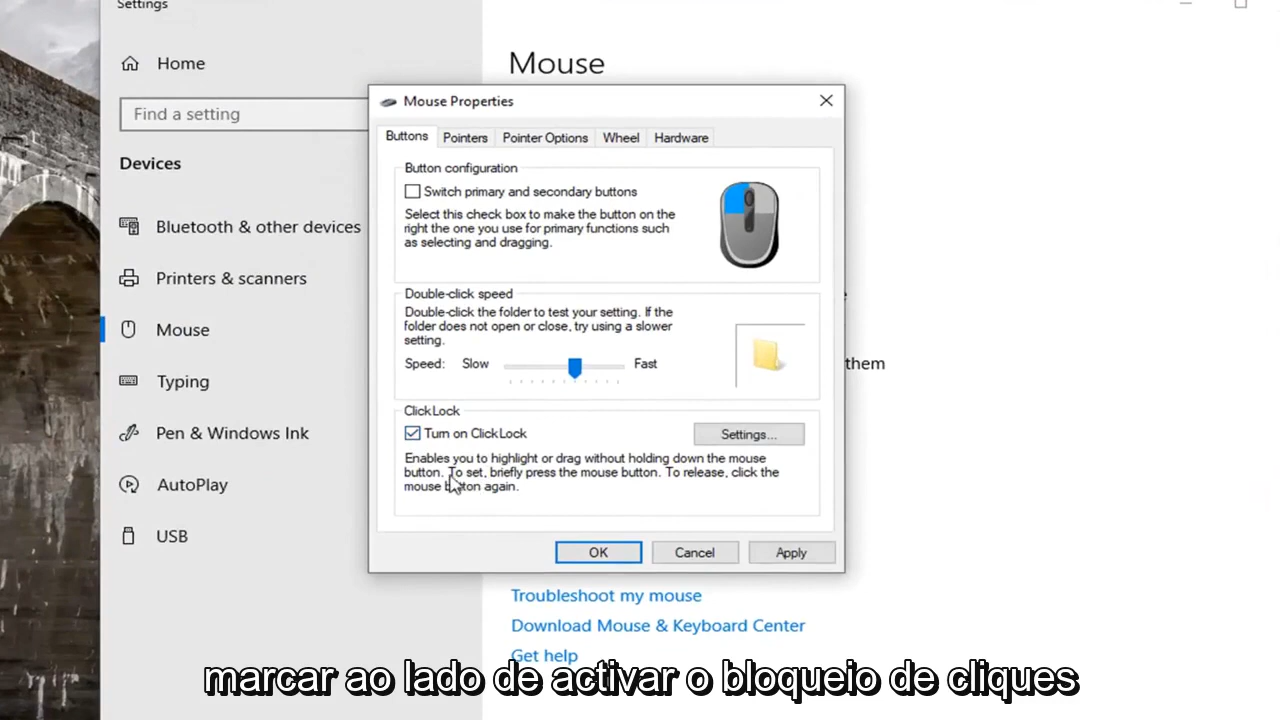 Settings
Home
Find a setting
Devices
Bluetooth & other devices
Printers & scanners
Mouse
Typing
Pen & Windows Ink
AutoPlay
USB
Mouse
Mouse Properties
Buttons
Pointers
Pointer Options
Wheel
Hardware
Button configuration
Switch primary and secondary buttons
Select this check box to make the button on the
right the one you use for primary functions such
as selecting and dragging.
Double-click speed
Double-click the folder to test your setting. If the
folder does not open or close, try using a slower
setting.
Speed: Slow Fast
ClickLock
Turn on ClickLock
Settings...
Enables you to highlight or drag without holding down the mouse
button. To set, briefly press the mouse button. To release, click the
mouse button again.
OK
Cancel
Apply
them
Troubleshoot my mouse
Download Mouse & Keyboard Center
Get help
marcar ao lado de activar o bloqueio de cliques